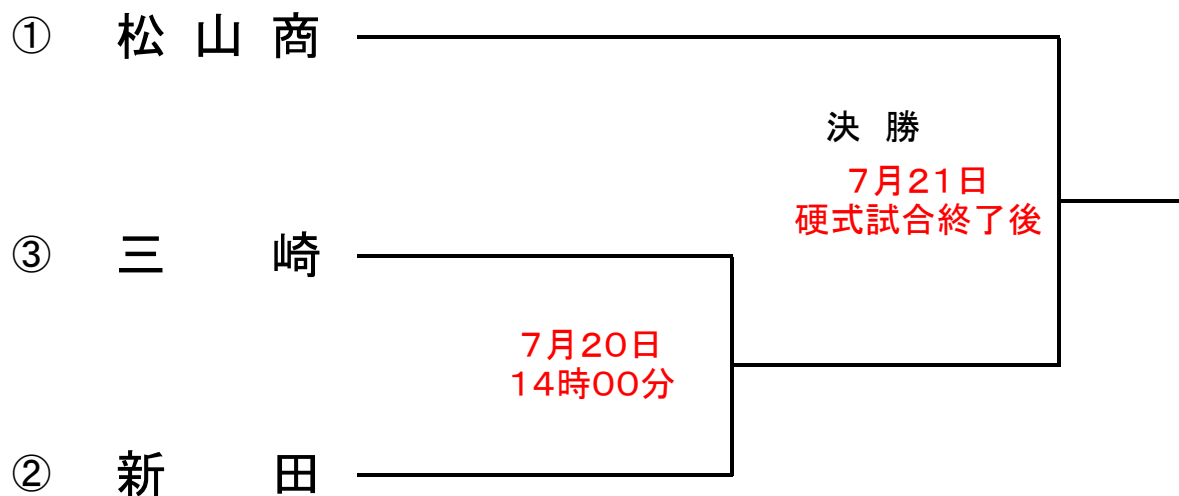 ① 松山商
決勝
7月21日
硬式試合終了後
③ 三崎
7月20日
14時00分
② 新田